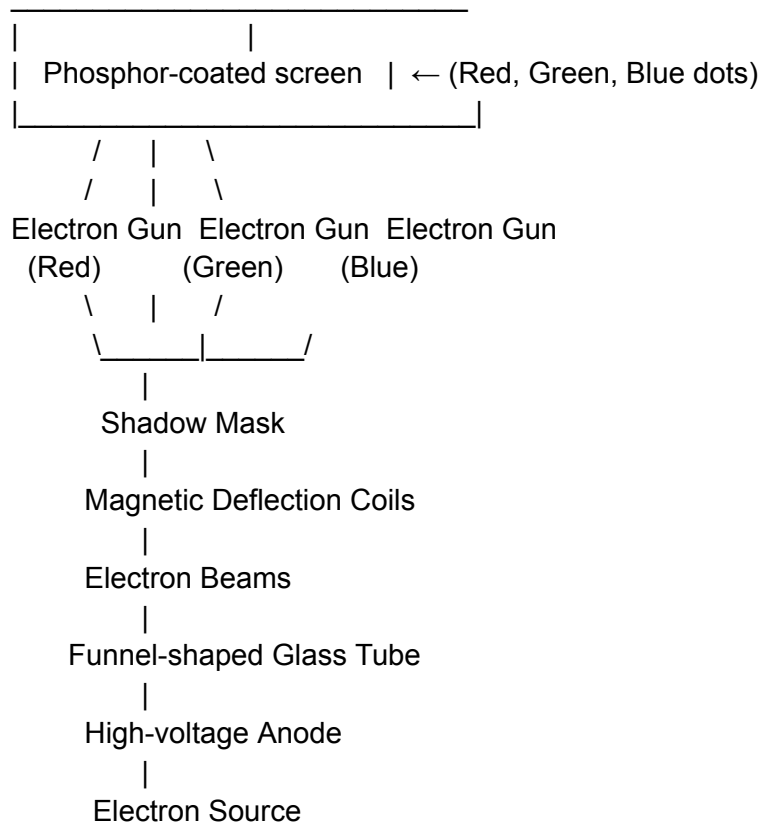 Phosphor-coated screen ← (Red, Green, Blue dots)
Electron Gun Electron Gun Electron Gun
(Red) (Green) (Blue)
Shadow Mask
Magnetic Deflection Coils
Electron Beams
Funnel-shaped Glass Tube
High-voltage Anode
Electron Source